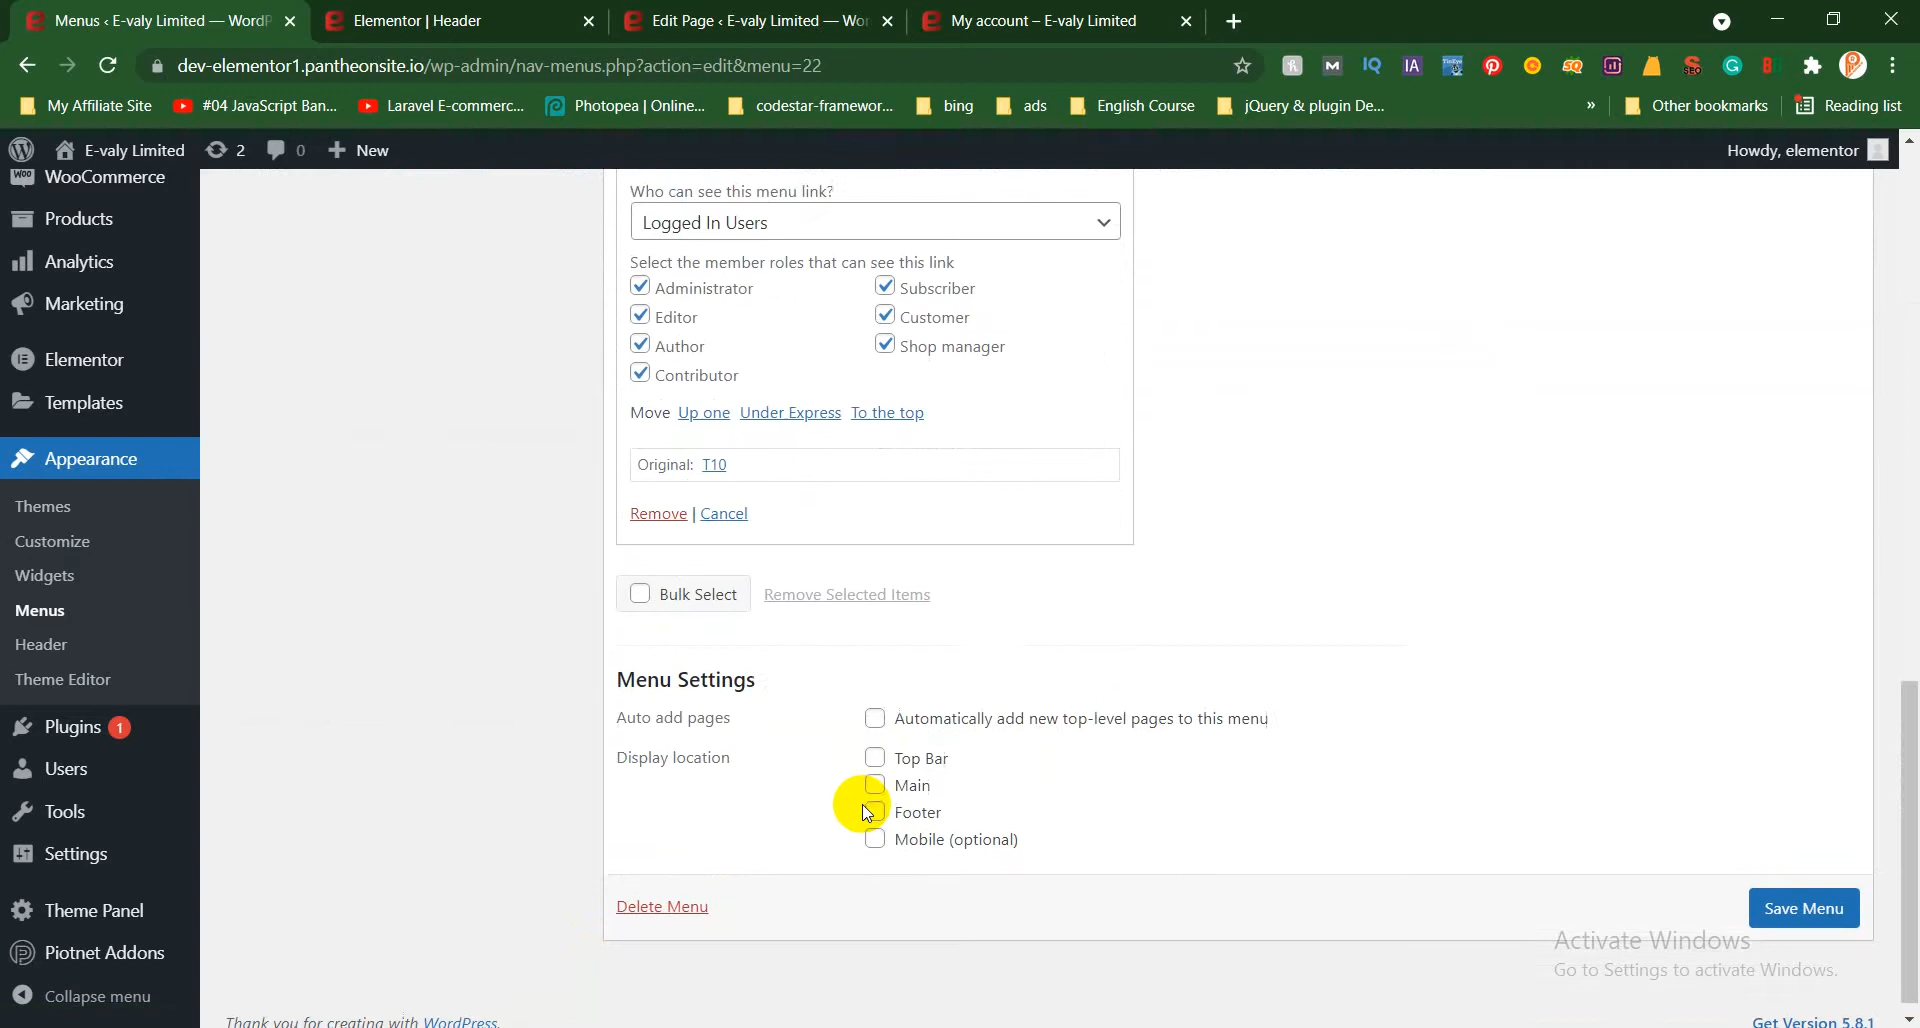 Menus ‹ E-valy Limited — WordP
Elementor | Header
Edit Page ‹ E-valy Limited — Wo
My account – E-valy Limited
dev-elementor1.pantheonsite.io/wp-admin/nav-menus.php?action=edit&menu=22
My Affiliate Site
#04 JavaScript Ban...
Laravel E-commerc...
Photopea | Online...
codestar-framewor...
bing
ads
English Course
jQuery & plugin De...
»
Other bookmarks
Reading list
E-valy Limited
2
0
New
Howdy, elementor
WooCommerce
Products
Analytics
Marketing
Elementor
Templates
Appearance
Themes
Customize
Widgets
Menus
Header
Theme Editor
Plugins 1
Users
Tools
Settings
Theme Panel
Piotnet Addons
Collapse menu
Who can see this menu link?
Logged In Users
Select the member roles that can see this link
Administrator
Subscriber
Editor
Customer
Author
Shop manager
Contributor
Move Up one Under Express To the top
Original: T10
Remove | Cancel
Bulk Select
Remove Selected Items
Menu Settings
Auto add pages
Automatically add new top-level pages to this menu
Display location
Top Bar
Main
Footer
Mobile (optional)
Delete Menu
Save Menu
Activate Windows
Go to Settings to activate Windows.
Thank you for creating with WordPress.
Get Version 5.8.1